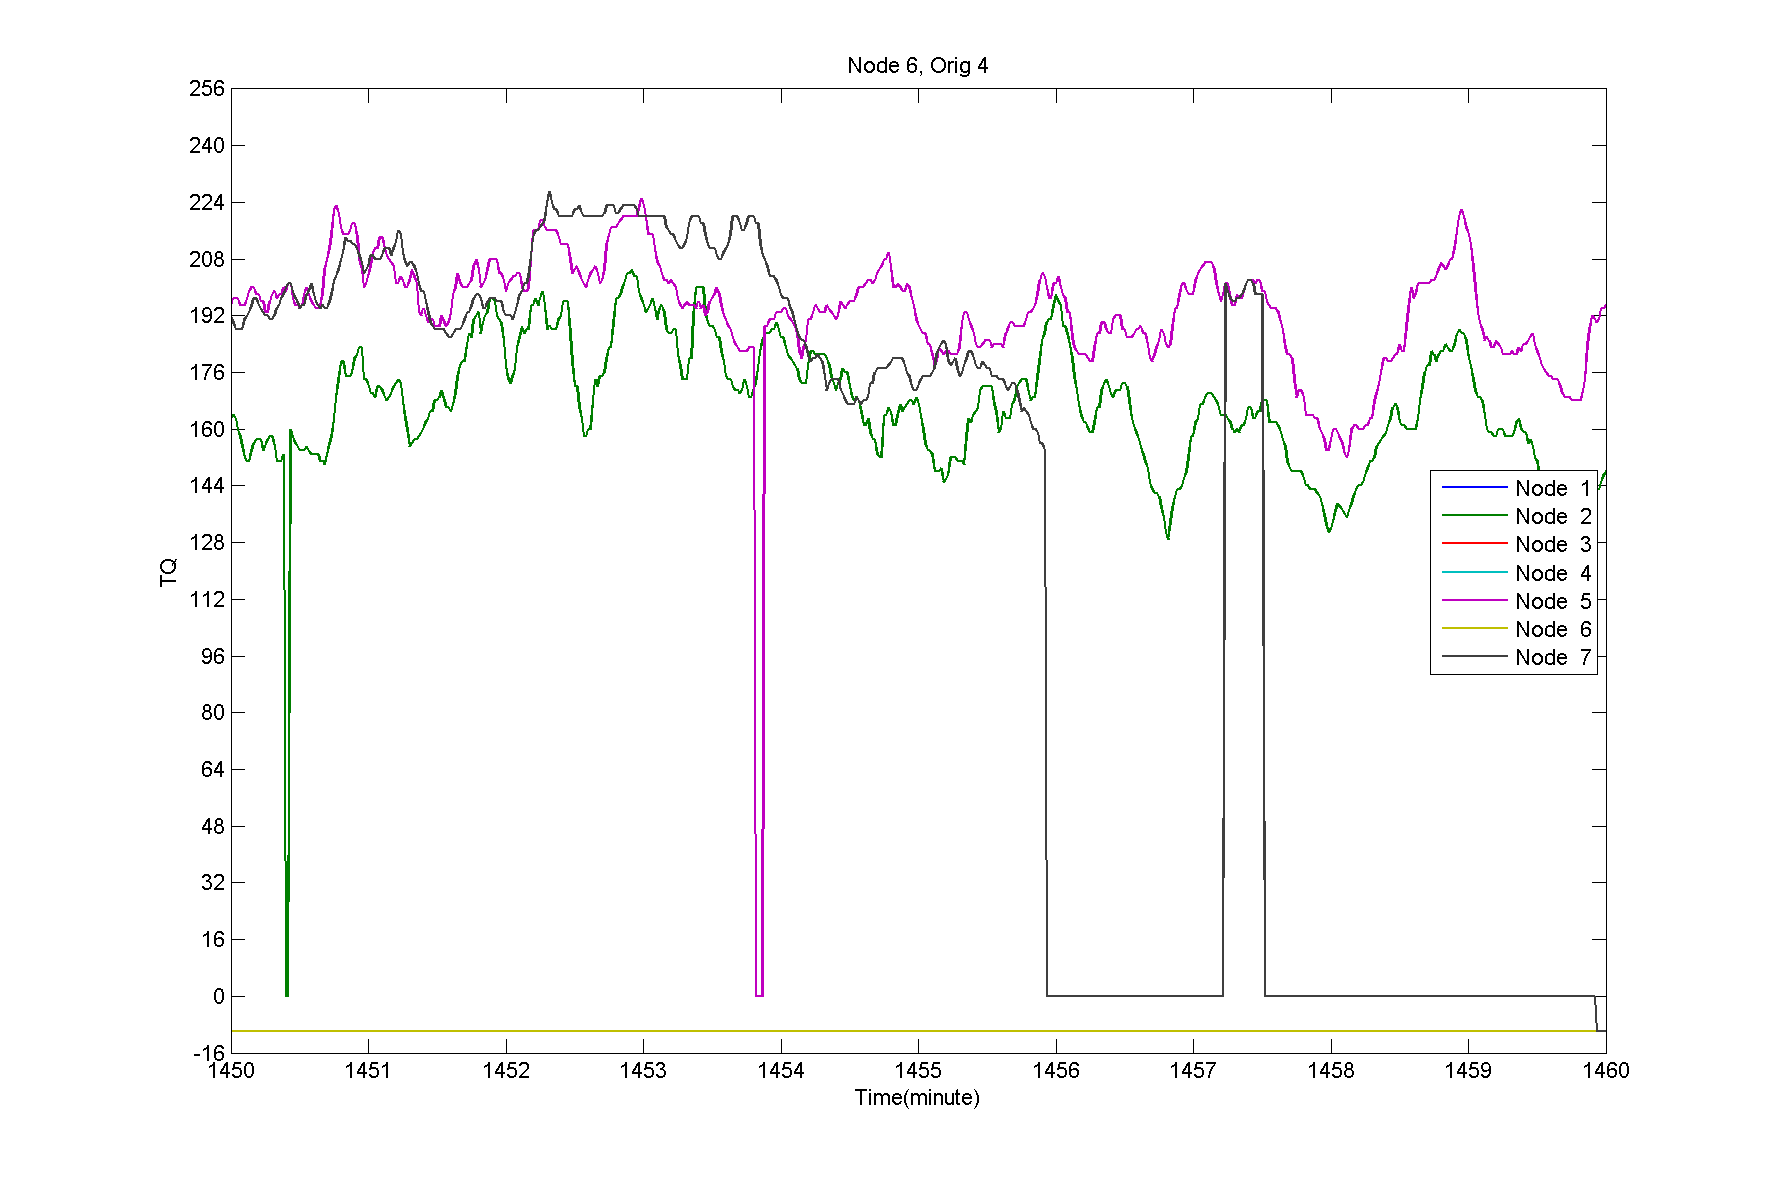 Node 6, Orig 4
256
240
224
208
192
176
160
144
128
112
96
80
64
48
32
16
0
-16
TQ
Node 1
Node 2
Node 3
Node 4
Node 5
Node 6
Node 7
1450 1451 1452 1453 1454 1455 1456 1457 1458 1459 1460
Time(minute)